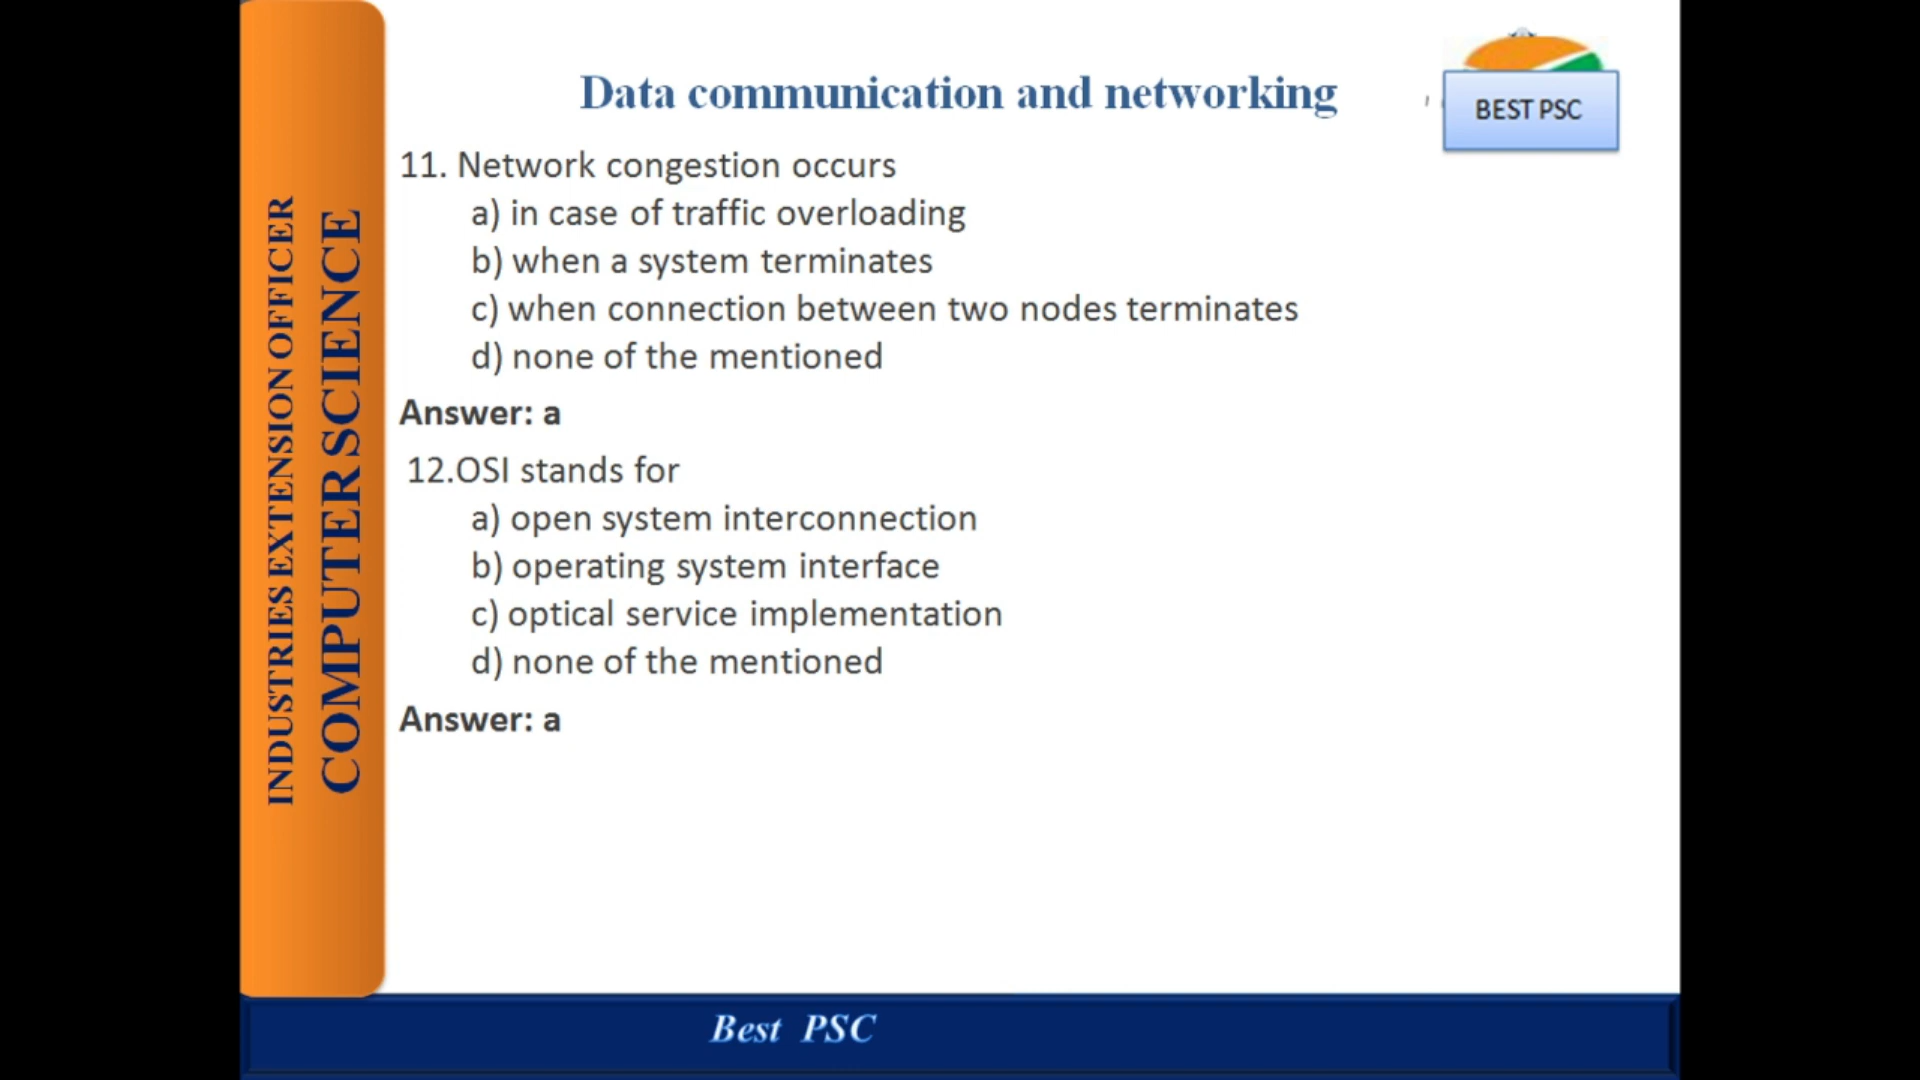 Data communication and networking
BEST PSC
11. Network congestion occurs
a) in case of traffic overloading
b) when a system terminates
c) when connection between two nodes terminates
d) none of the mentioned
Answer: a
12.OSI stands for
a) open system interconnection
b) operating system interface
c) optical service implementation
d) none of the mentioned
Answer: a
INDUSTRIES EXTENSION OFFICER
COMPUTER SCIENCE
Best PSC